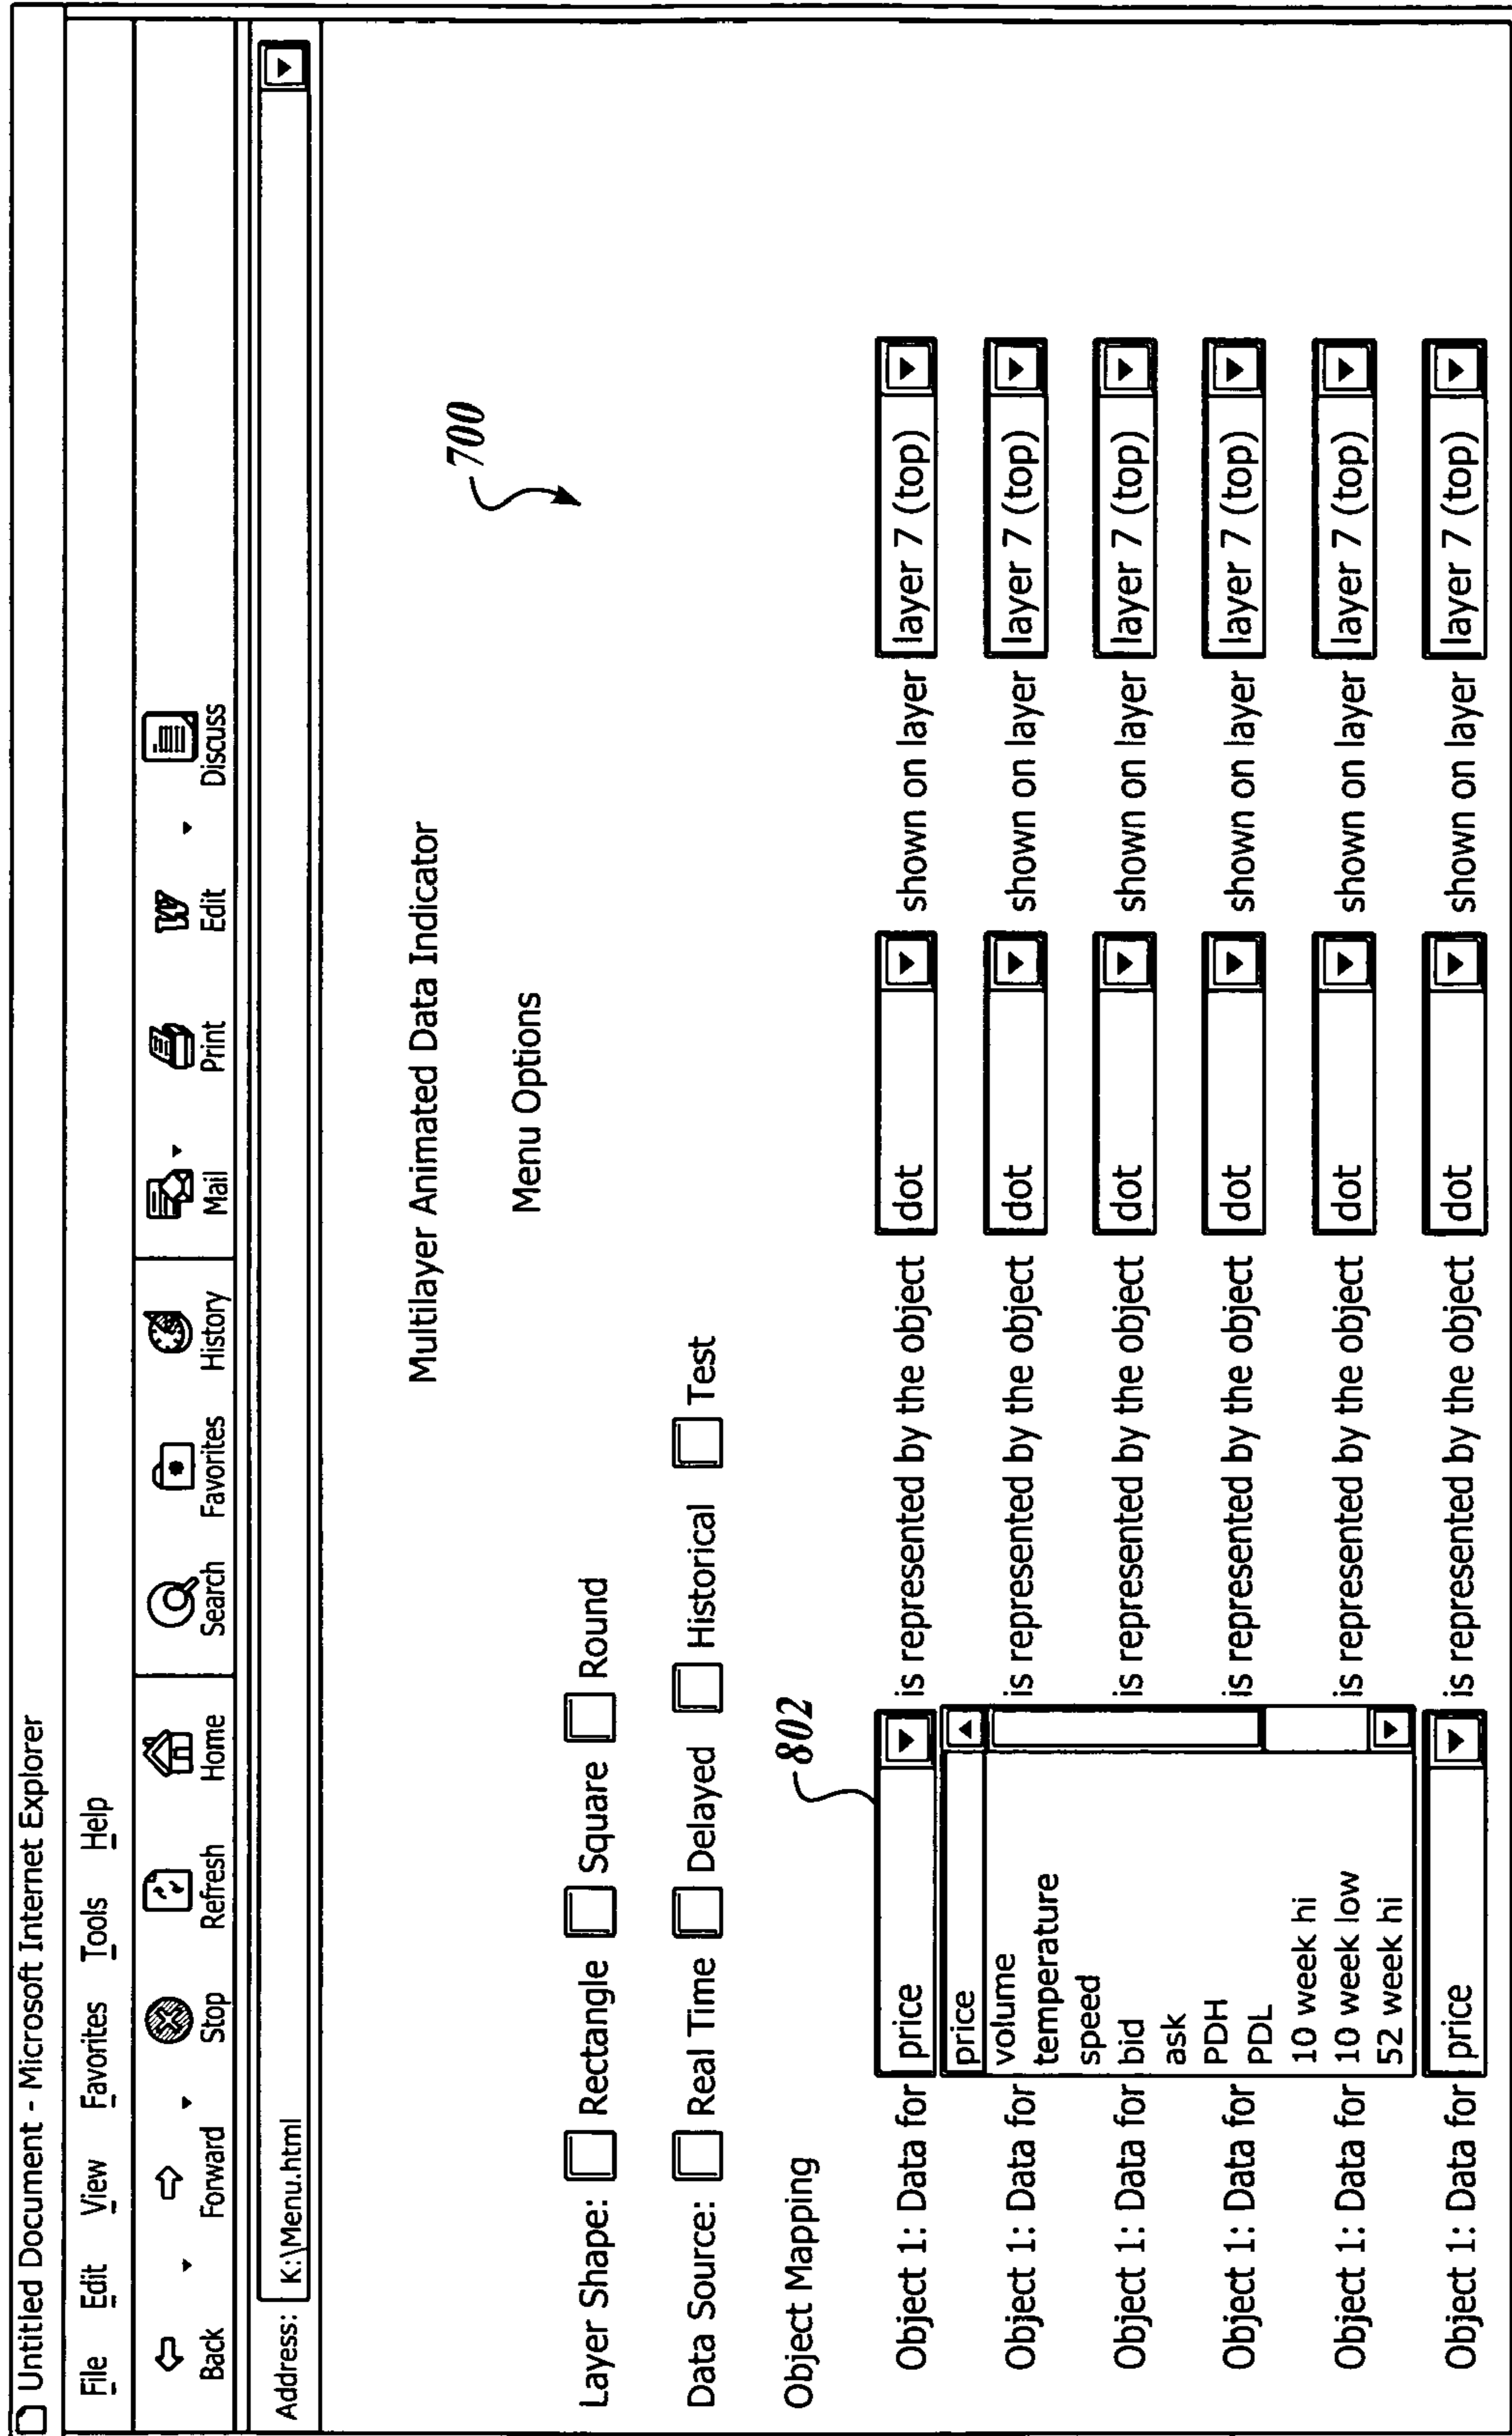 Untitled Document - Microsoft Internet Explorer
File Edit View Favorites Tools Help
Back Forward Stop Refresh Home Search Favorites History Mail Print Edit Discuss
Address: K:\Menu.html
Multilayer Animated Data Indicator
700
Menu Options
Layer Shape: Rectangle Square Round
Data Source: Real Time Delayed Historical Test
Object Mapping
802
Object 1: Data for price is represented by the object dot shown on layer layer 7 (top)
price
Object 1: Data for volume is represented by the object dot shown on layer layer 7 (top)
temperature
speed
Object 1: Data for bid is represented by the object dot shown on layer layer 7 (top)
ask
PDH
Object 1: Data for PDL is represented by the object dot shown on layer layer 7 (top)
10 week hi
Object 1: Data for 10 week low is represented by the object dot shown on layer layer 7 (top)
52 week hi
Object 1: Data for price is represented by the object dot shown on layer layer 7 (top)